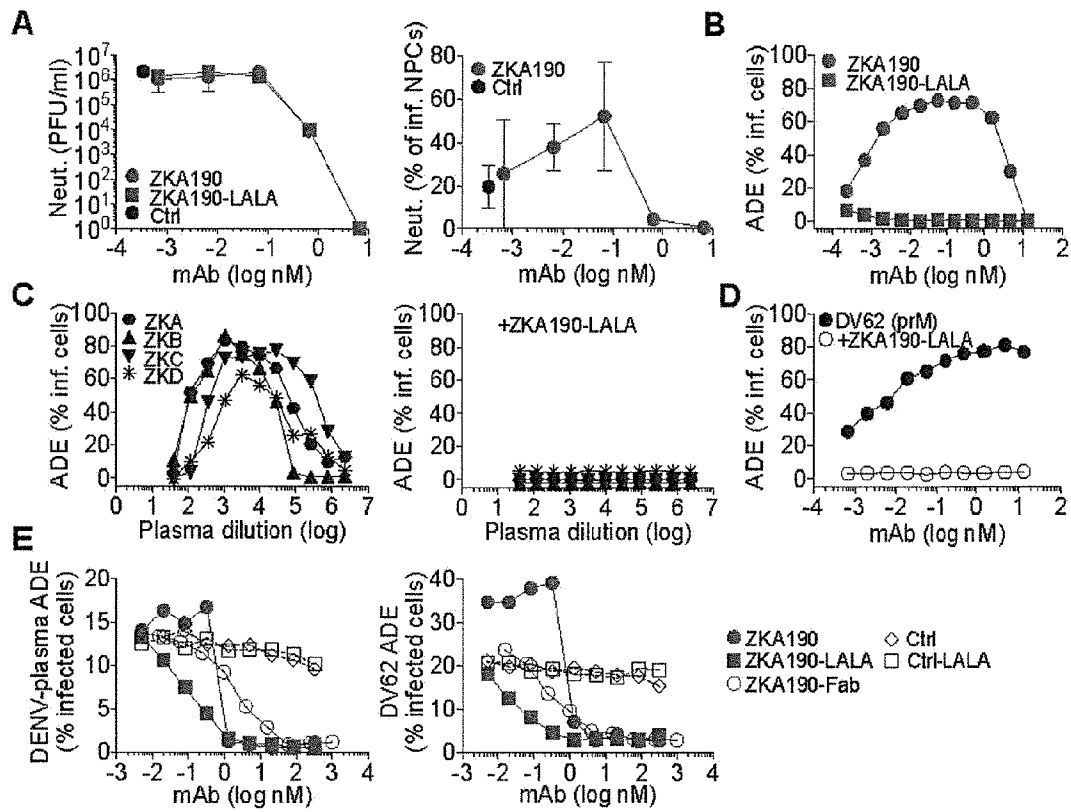 A
Neut. (PFU/ml)
10⁷
10⁶
10⁵
10⁴
10³
10²
10¹
10⁰
ZKA190
ZKA190-LALA
Ctrl
-4 -3 -2 -1 0 1
mAb (log nM)
Neut. (% of inf. NPCs)
80
60
40
20
0
ZKA190
Ctrl
-4 -3 -2 -1 0 1
mAb (log nM)
B
ADE (% inf. cells)
100
80
60
40
20
0
ZKA190
ZKA190-LALA
-4 -3 -2 -1 0 1 2
mAb (log nM)
C
ADE (% inf. cells)
100
80
60
40
20
0
ZKA
ZKB
ZKC
ZKD
0 1 2 3 4 5 6 7
Plasma dilution (log)
ADE (% inf. cells)
100
80
60
40
20
0
+ZKA190-LALA
0 1 2 3 4 5 6 7
Plasma dilution (log)
D
ADE (% inf. cells)
100
80
60
40
20
0
DV62 (prM)
+ZKA190-LALA
-4 -3 -2 -1 0 1 2
mAb (log nM)
E
DENV-plasma ADE
(% infected cells)
20
15
10
5
0
-3 -2 -1 0 1 2 3 4
mAb (log nM)
DV62 ADE
(% infected cells)
40
20
0
-3 -2 -1 0 1 2 3 4
mAb (log nM)
ZKA190
ZKA190-LALA
ZKA190-Fab
Ctrl
Ctrl-LALA